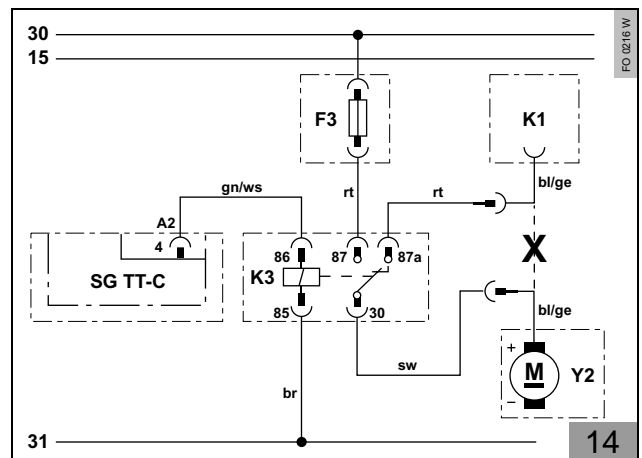 30
15
FO 0216 W
F3
K1
gn/ws
rt
rt
bl/ge
A2
4
86
87
87a
X
SG TT-C
K3
85
30
bl/ge
sw
+
M
Y2
–
br
31
14